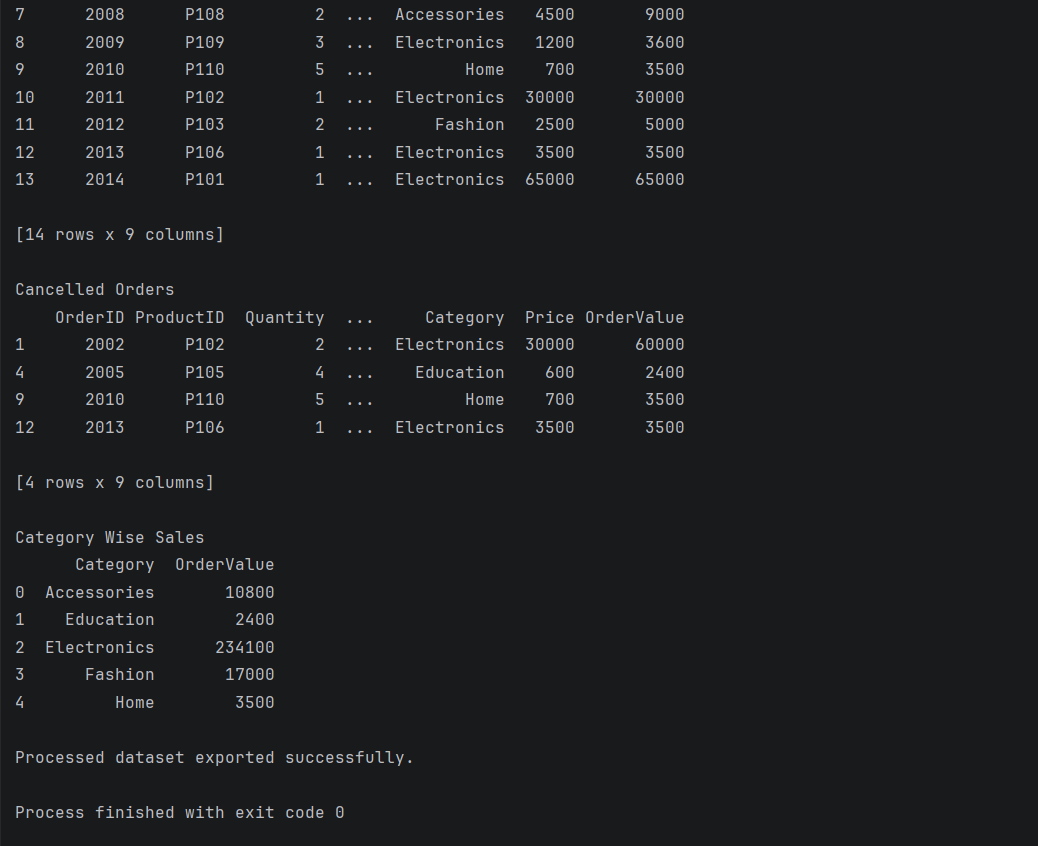 7      2008      P108         2  ...  Accessories   4500       9000
8      2009      P109         3  ...  Electronics   1200       3600
9      2010      P110         5  ...         Home    700       3500
10     2011      P102         1  ...  Electronics  30000      30000
11     2012      P103         2  ...      Fashion   2500       5000
12     2013      P106         1  ...  Electronics   3500       3500
13     2014      P101         1  ...  Electronics  65000      65000
[14 rows x 9 columns]
Cancelled Orders
    OrderID ProductID  Quantity  ...     Category  Price OrderValue
1      2002      P102         2  ...  Electronics  30000      60000
4      2005      P105         4  ...    Education    600       2400
9      2010      P110         5  ...         Home    700       3500
12     2013      P106         1  ...  Electronics   3500       3500
[4 rows x 9 columns]
Category Wise Sales
      Category  OrderValue
0  Accessories       10800
1    Education        2400
2  Electronics      234100
3      Fashion       17000
4         Home        3500
Processed dataset exported successfully.
Process finished with exit code 0